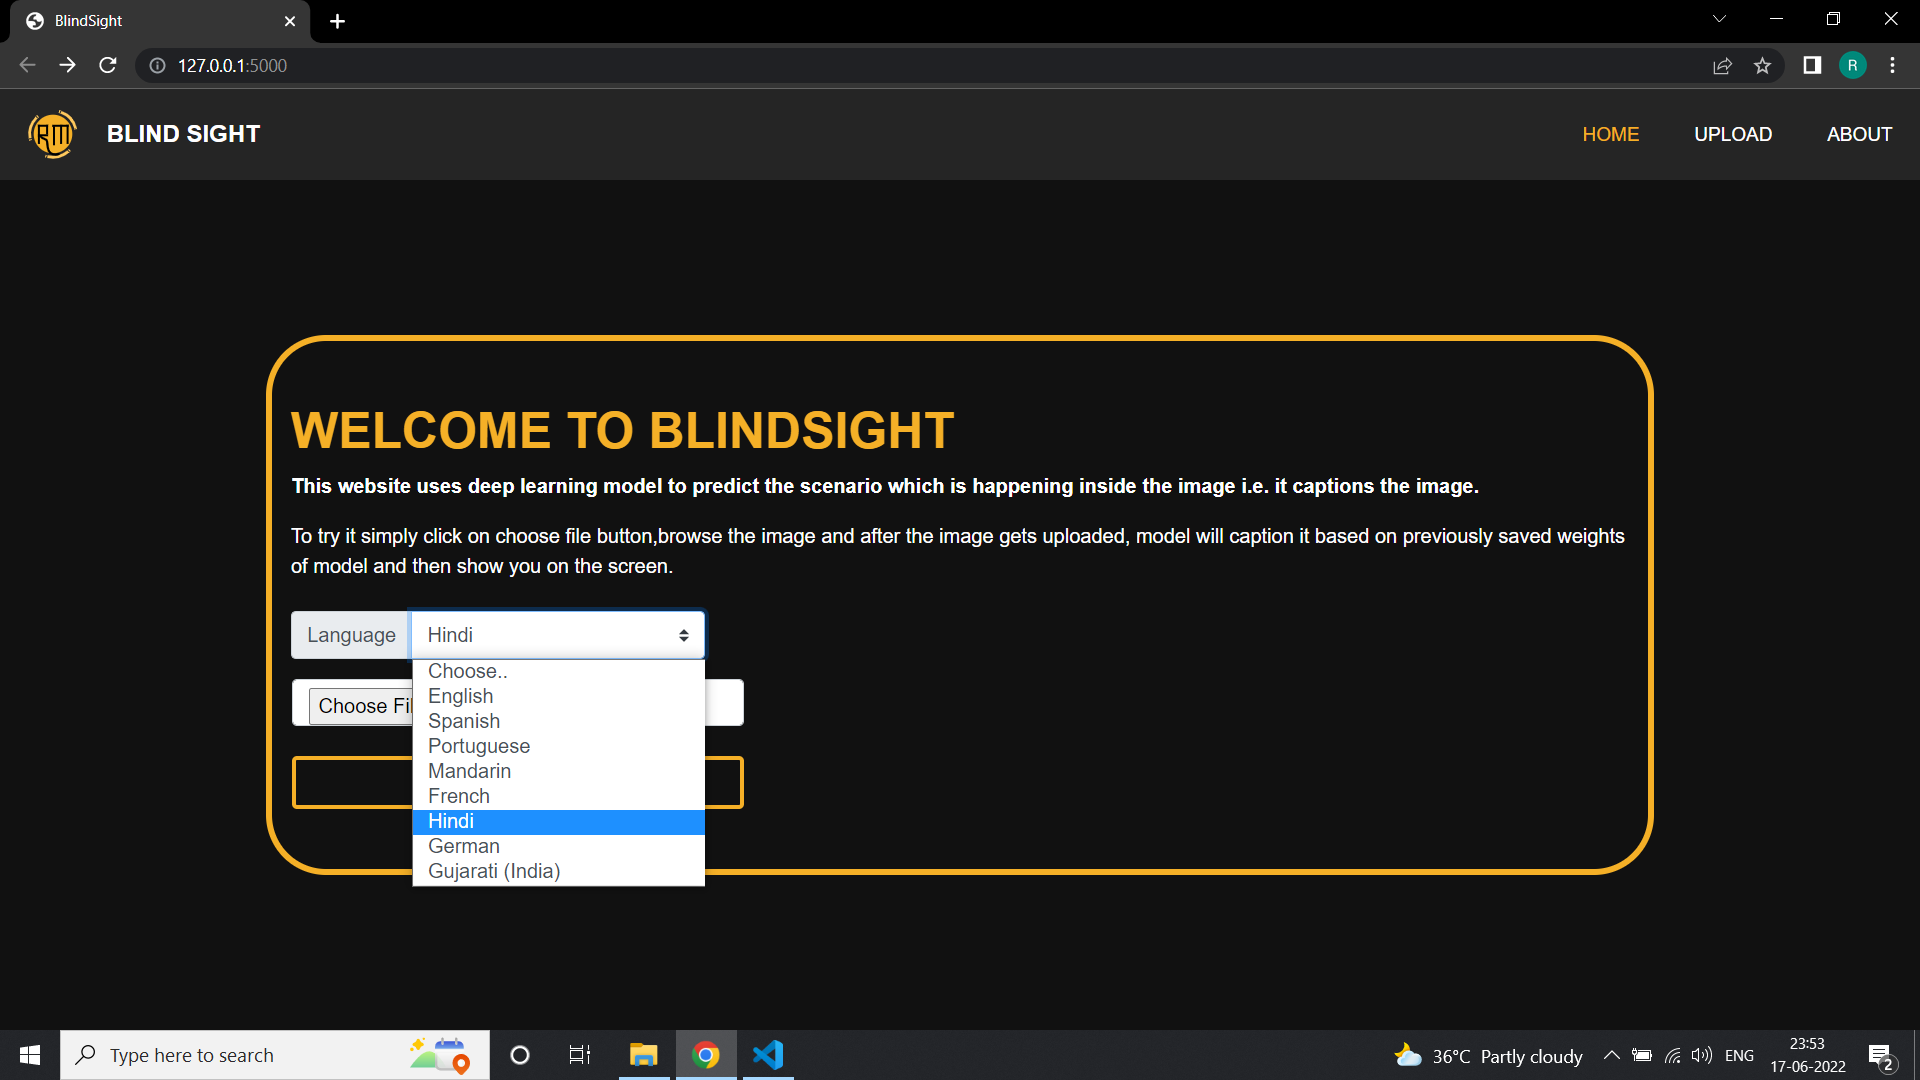 BlindSight
127.0.0.1:5000
R
RM
BLIND SIGHT
HOME
UPLOAD
ABOUT
WELCOME TO BLINDSIGHT
This website uses deep learning model to predict the scenario which is happening inside the image i.e. it captions the image.
To try it simply click on choose file button,browse the image and after the image gets uploaded, model will caption it based on previously saved weights
of model and then show you on the screen.
Language
Hindi
Choose..
English
Spanish
Portuguese
Mandarin
French
Hindi
German
Gujarati (India)
Choose Fil
Type here to search
36°C Partly cloudy
ENG
23:53
17-06-2022
2